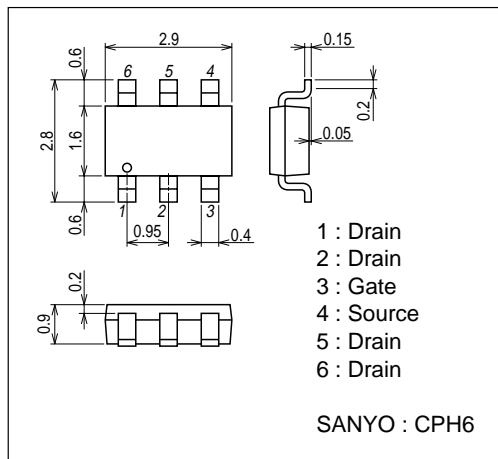 2.9
0.15
0.6
6
5
4
0.2
2.8
1.6
0.05
0.6
1
2
3
0.95
0.4
0.2
0.9
1 : Drain
2 : Drain
3 : Gate
4 : Source
5 : Drain
6 : Drain
SANYO : CPH6